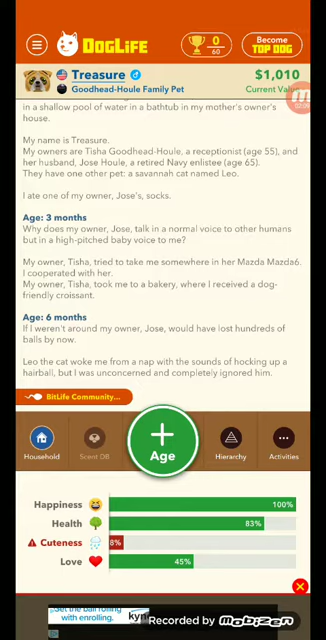 DOGLIFE
0
60
Become
TOP DOG
Treasure
$1,010
Goodhead-Houle Family Pet
Current Val
02:09
in a shallow pool of water in a bathtub in my mother's owner's
house.
My name is Treasure.
My owners are Tisha Goodhead-Houle, a receptionist (age 55), and
her husband, Jose Houle, a retired Navy enlistee (age 65).
They have one other pet: a savannah cat named Leo.
I ate one of my owner, Jose's, socks.
Age: 3 months
Why does my owner, Jose, talk in a normal voice to other humans
but in a high-pitched baby voice to me?
My owner, Tisha, tried to take me somewhere in her Mazda Mazda6.
I cooperated with her.
My owner, Tisha, took me to a bakery, where I received a dog-
friendly croissant.
Age: 6 months
If I weren't around my owner, Jose, would have lost hundreds of
balls by now.
Leo the cat woke me from a nap with the sounds of hocking up a
hairball, but I was unconcerned and completely ignored him.
BitLife Community...
Age
Household
Scent DB
Hierarchy
Activities
Happiness
100%
Health
83%
Cuteness
8%
Love
45%
Get the ball rolling
with enrolling.
Recorded by mobizen